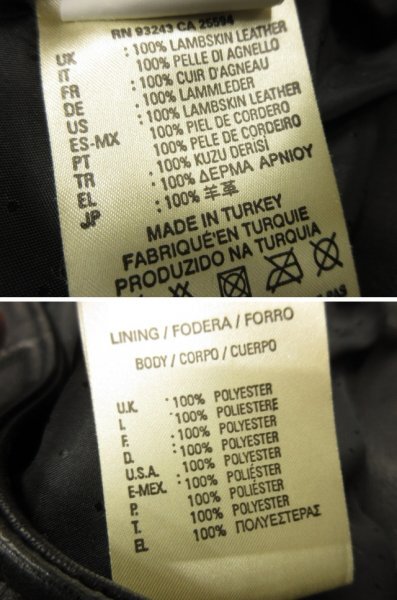 RN 93243 CA 25594
UK : 100% LAMBSKIN LEATHER
IT 100% PELLE DI AGNELLO
FR : 100% CUIR D'AGNEAU
DE : 100% LAMMLEDER
US : 100% LAMBSKIN LEATHER
ES-MX : 100% PIEL DE CORDERO
PT : 100% PELE DE CORDEIRO
TR : 100% KUZU DERİSİ
EL : 100% ΔΕΡΜΑ ΑΡΝΙΟΥ
JP : 100% 羊革
MADE IN TURKEY
FABRIQUÉ'EN TURQUIE
PRODUZIDO NA TURQUIA
LINING / FODERA / FORRO
BODY / CORPO / CUERPO
U.K. : 100% POLYESTER
I. 100% POLIESTERE
F. : 100% POLYESTER
D. 100% POLYESTER
U.S.A. : 100% POLYESTER
E-MEX. : 100% POLIÉSTER
P. 100% POLIÉSTER
T. 100% POLYESTER
EL 100% ΠΟΛΥΕΣΤΕΡΑΣ